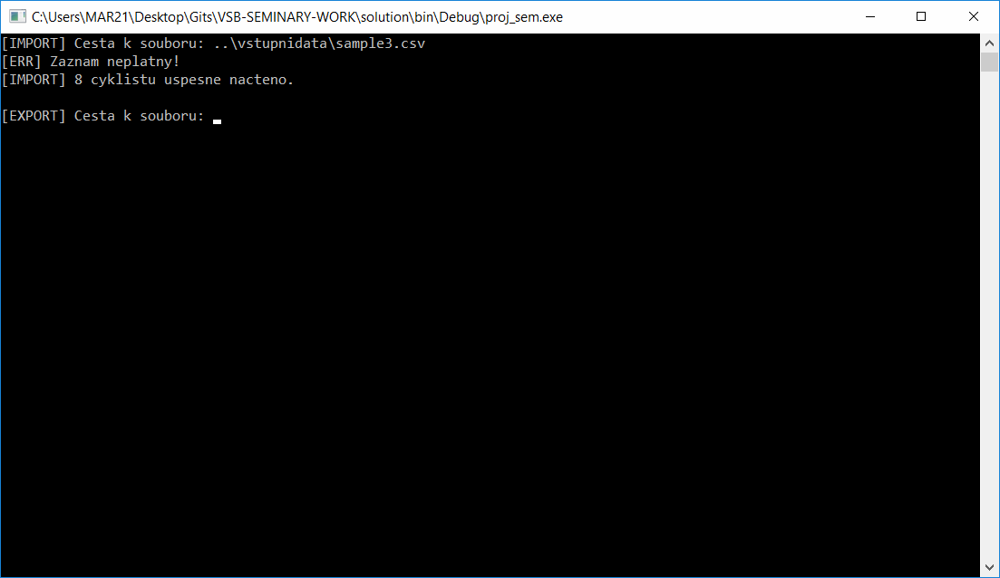 C:\Users\MAR21\Desktop\Gits\VSB-SEMINARY-WORK\solution\bin\Debug\proj_sem.exe
[IMPORT] Cesta k souboru: ..\vstupnidata\sample3.csv
[ERR] Zaznam neplatny!
[IMPORT] 8 cyklistu uspesne nacteno.
[EXPORT] Cesta k souboru: